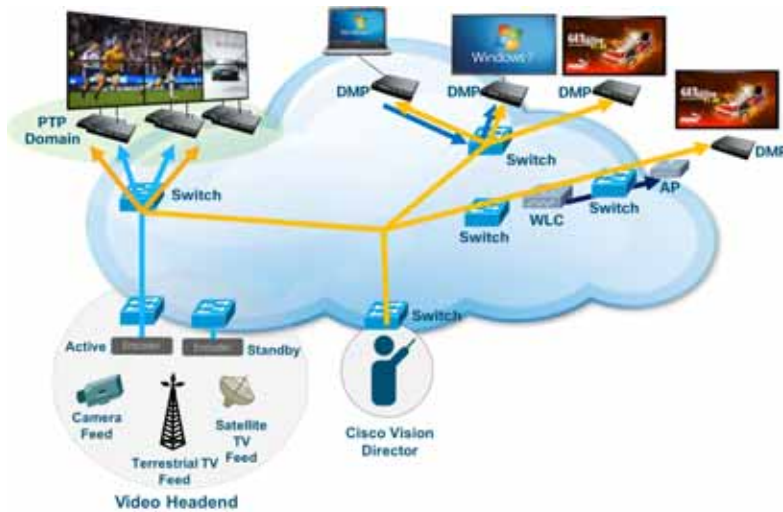 Windows 7
DMP
DMP
DMP
PTP
Domain
Switch
DMP
Switch
AP
Switch
WLC
Switch
Switch
Active
Standby
Camera
Feed
Satellite
TV
Feed
Terrestrial TV
Feed
Cisco Vision
Director
Video Headend